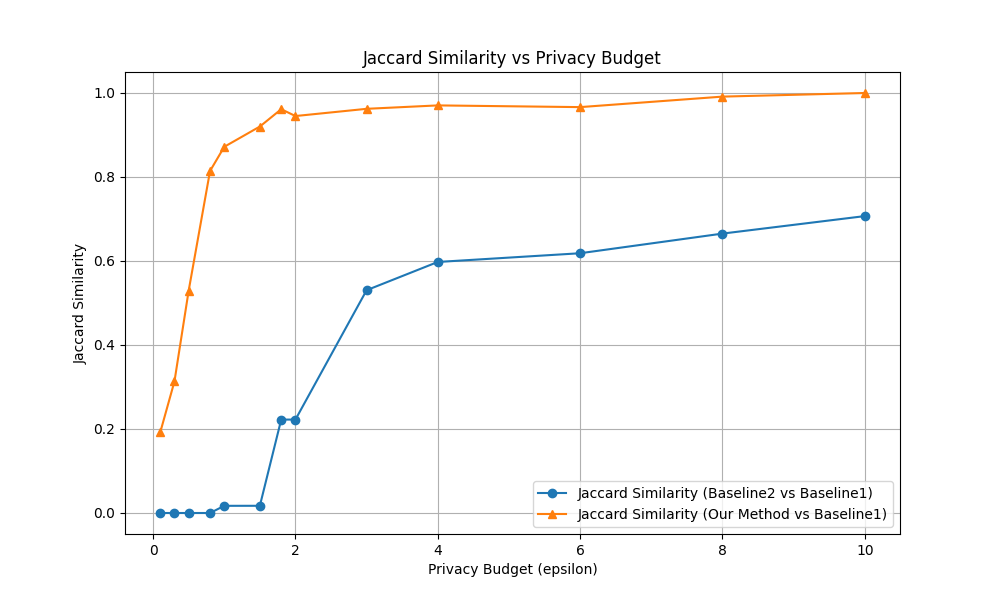 Jaccard Similarity vs Privacy Budget
1.0
0.8
0.6
0.4
0.2
0.0
Jaccard Similarity
Jaccard Similarity (Baseline2 vs Baseline1)
Jaccard Similarity (Our Method vs Baseline1)
0 2 4 6 8 10
Privacy Budget (epsilon)